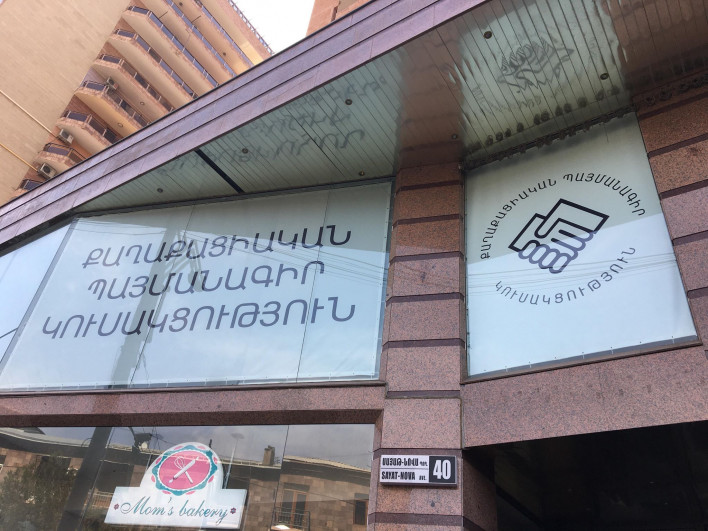 ՔԱՂԱՔԱՑԻԱԿԱՆ
ՊԱՅՄԱՆԱԳԻՐ
ԿՈՒՍԱԿՑՈՒԹՅՈՒՆ
ՔԱՂԱՔԱՑԻԱԿԱՆ ՊԱՅՄԱՆԱԳԻՐ
ԿՈՒՍԱԿՑՈՒԹՅՈՒՆ
ՍԱՅԱԹ-ՆՈՎԱ ՊՈՂ.
SAYAT-NOVA ave.
40
Mom's bakery